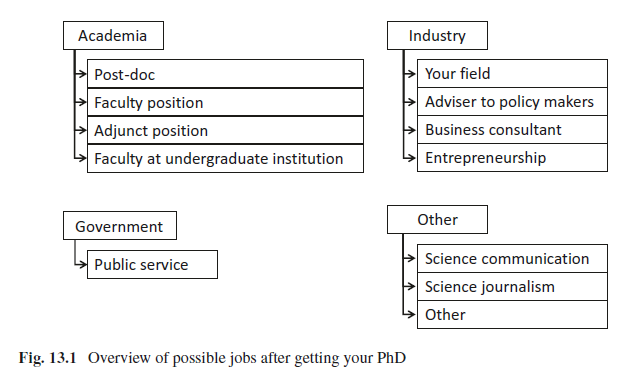 Academia
Post-doc
Faculty position
Adjunct position
Faculty at undergraduate institution
Industry
Your field
Adviser to policy makers
Business consultant
Entrepreneurship
Government
Public service
Other
Science communication
Science journalism
Other
Fig. 13.1 Overview of possible jobs after getting your PhD